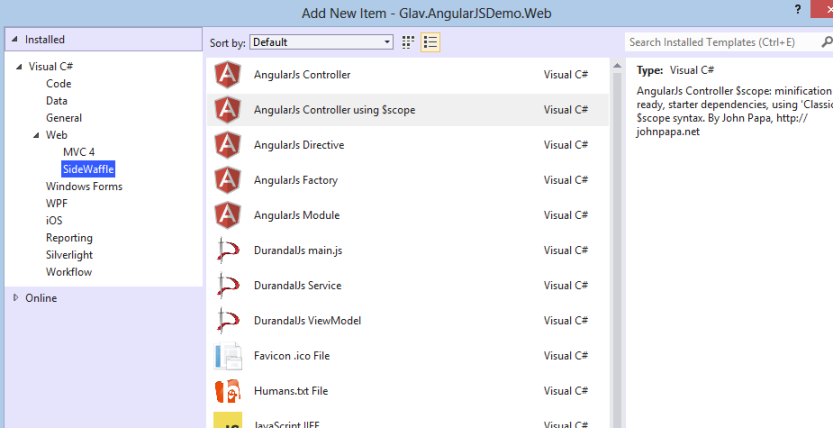 Add New Item - Glav.AngularJSDemo.Web
?
Installed
Sort by: Default
Search Installed Templates (Ctrl+E)
Visual C#
Code
Data
General
Web
MVC 4
SideWaffle
Windows Forms
WPF
iOS
Reporting
Silverlight
Workflow
Online
AngularJs Controller Visual C#
AngularJs Controller using $scope Visual C#
AngularJs Directive Visual C#
AngularJs Factory Visual C#
AngularJs Module Visual C#
DurandalJs main.js Visual C#
DurandalJs Service Visual C#
DurandalJs ViewModel Visual C#
Favicon .ico File Visual C#
Humans.txt File Visual C#
JavaScript IIFE Visual C#
Type: Visual C#
AngularJs Controller $scope: minification
ready, starter dependencies, using 'Classic
$scope syntax. By John Papa, http://
johnpapa.net